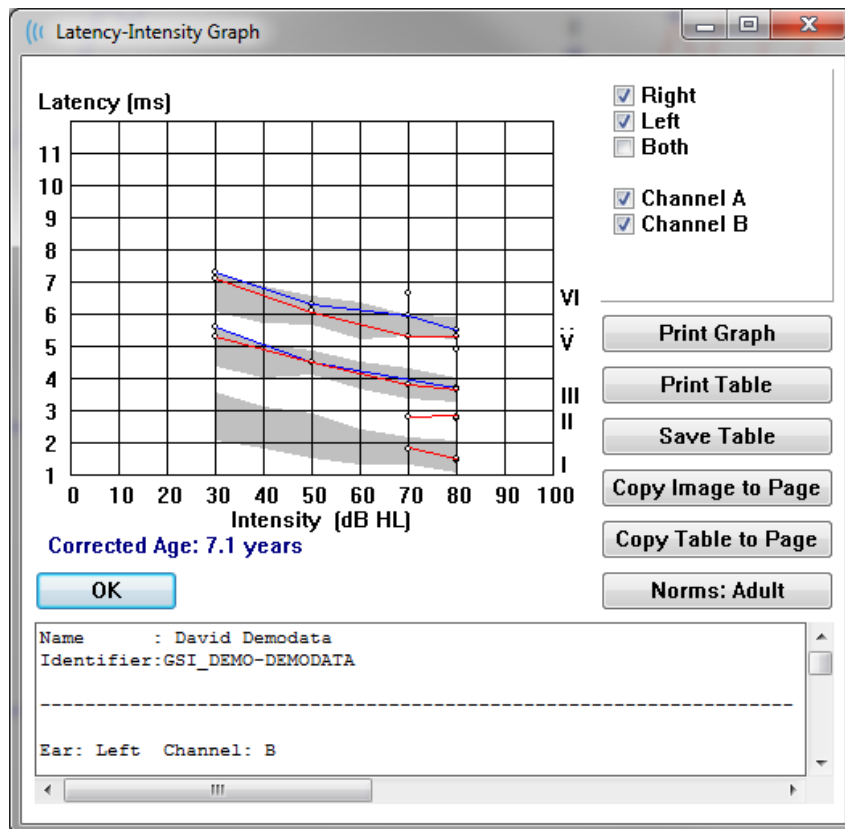 Latency-Intensity Graph
Latency (ms)
11
10
9
8
7
6
5
4
3
2
1
0 10 20 30 40 50 60 70 80 90 100
Intensity (dB HL)
VI
V
III
II
I
Corrected Age: 7.1 years
OK
Right
Left
Both
Channel A
Channel B
Print Graph
Print Table
Save Table
Copy Image to Page
Copy Table to Page
Norms: Adult
Name : David Demodata
Identifier:GSI_DEMO-DEMODATA
--------------------------------------------------------------------
Ear: Left Channel: B